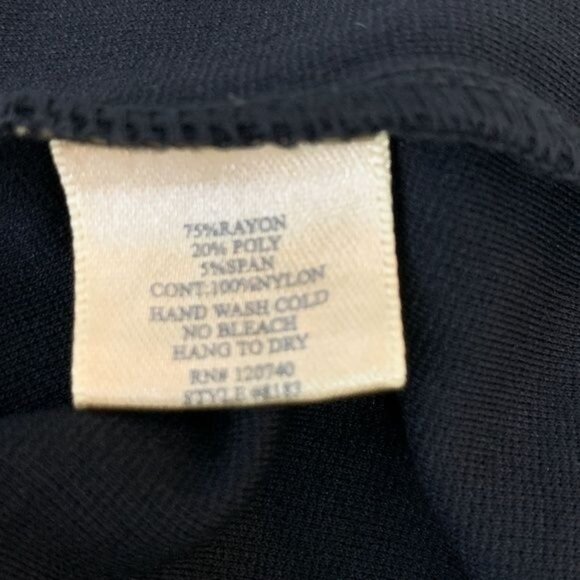 75%RAYON
20% POLY
5%SPAN
CONT:100%NYLON
HAND WASH COLD
NO BLEACH
HANG TO DRY
RN# 120740
STYLE